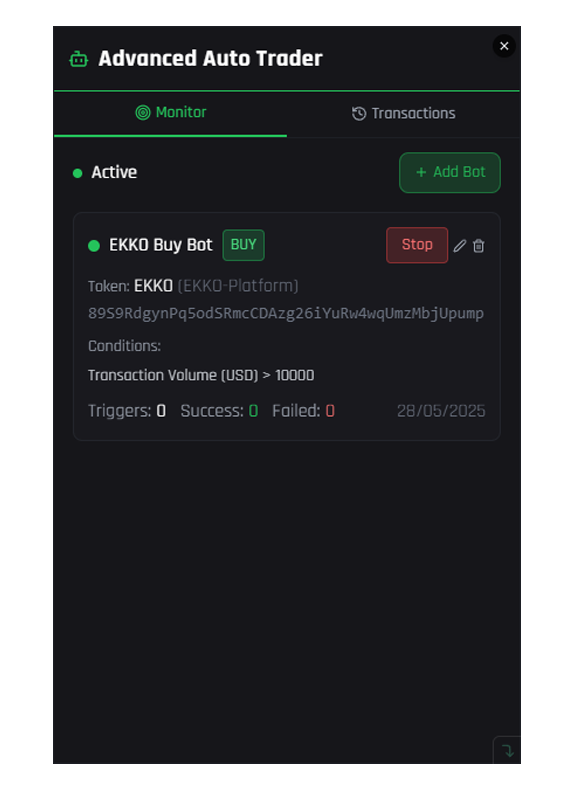 Advanced Auto Trader
Monitor
Transactions
Active
+ Add Bot
EKKO Buy Bot BUY Stop
Token: EKKO (EKKO-Platform)
89S9RdgynPq5odSRmcCDAzg26iYuRw4wqUmzMbjUpump
Conditions:
Transaction Volume (USD) > 10000
Triggers: 0 Success: 0 Failed: 0 28/05/2025